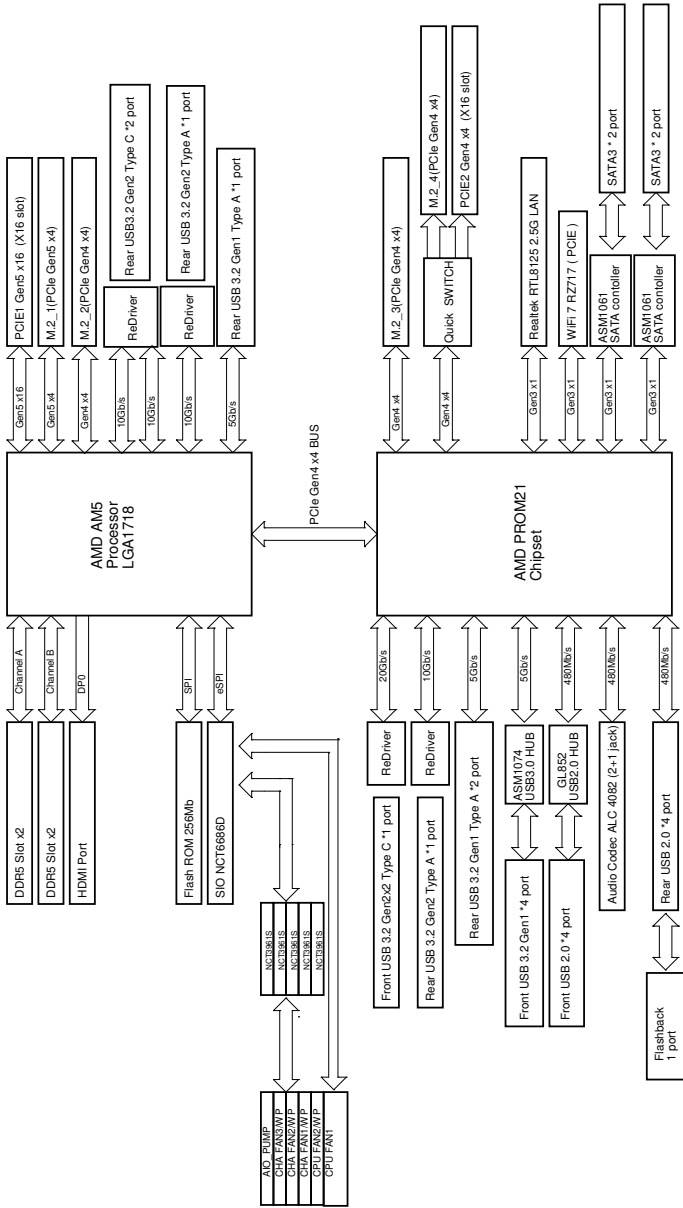 DDR5 Slot x2
DDR5 Slot x2
HDMI Port
Flash ROM 256Mb
SIO NCT6686D
Channel A
Channel B
DP0
SPI
eSPI
AMD AM5
Processor
LGA1718
Gen5 x16
Gen5 x4
Gen4 x4
10Gb/s
10Gb/s
10Gb/s
5Gb/s
PCIE1 Gen5 x16 (X16 slot)
M.2_1(PCIe Gen5 x4)
M.2_2(PCIe Gen4 x4)
ReDriver
Rear USB3.2 Gen2 Type C *2 port
ReDriver
Rear USB 3.2 Gen2 Type A *1 port
Rear USB 3.2 Gen1 Type A *1 port
NCT3961S
NCT3961S
NCT3961S
NCT3961S
NCT3961S
AIO_PUMP
CHA FAN3/WP
CHA FAN2/WP
CHA FAN1/WP
CPU FAN2/WP
CPU FAN1
PCIe Gen4 x4 BUS
Front USB 3.2 Gen2x2 Type C *1 port
ReDriver
20Gb/s
Rear USB 3.2 Gen2 Type A *1 port
ReDriver
10Gb/s
Rear USB 3.2 Gen1 Type A *2 port
5Gb/s
Front USB 3.2 Gen1 *4 port
ASM1074
USB3.0 HUB
5Gb/s
Front USB 2.0 *4 port
GL852
USB2.0 HUB
480Mb/s
Audio Codec ALC 4082 (2+1 jack)
480Mb/s
Flashback
1 port
Rear USB 2.0 *4 port
480Mb/s
AMD PROM21
Chipset
Gen4 x4
M.2_3(PCIe Gen4 x4)
Gen4 x4
Quick SWITCH
M.2_4(PCIe Gen4 x4)
PCIE2 Gen4 x4 (X16 slot)
Gen3 x1
Realtek RTL8125 2.5G LAN
Gen3 x1
WiFi 7 RZ717 ( PCIE )
Gen3 x1
ASM1061
SATA contoller
SATA3 * 2 port
Gen3 x1
ASM1061
SATA contoller
SATA3 * 2 port